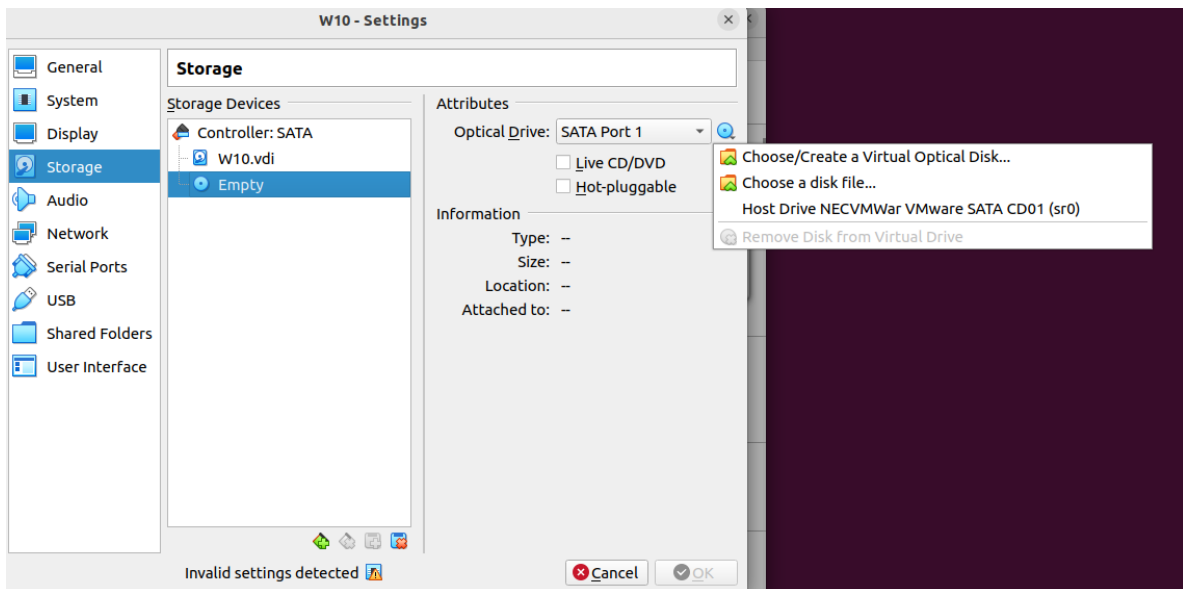 W10 - Settings
General
System
Display
Storage
Audio
Network
Serial Ports
USB
Shared Folders
User Interface
Storage
Storage Devices
Controller: SATA
W10.vdi
Empty
Attributes
Optical Drive: SATA Port 1
Live CD/DVD
Hot-pluggable
Information
Type: --
Size: --
Location: --
Attached to: --
Choose/Create a Virtual Optical Disk...
Choose a disk file...
Host Drive NECVMWar VMware SATA CD01 (sr0)
Remove Disk from Virtual Drive
Invalid settings detected
Cancel
OK